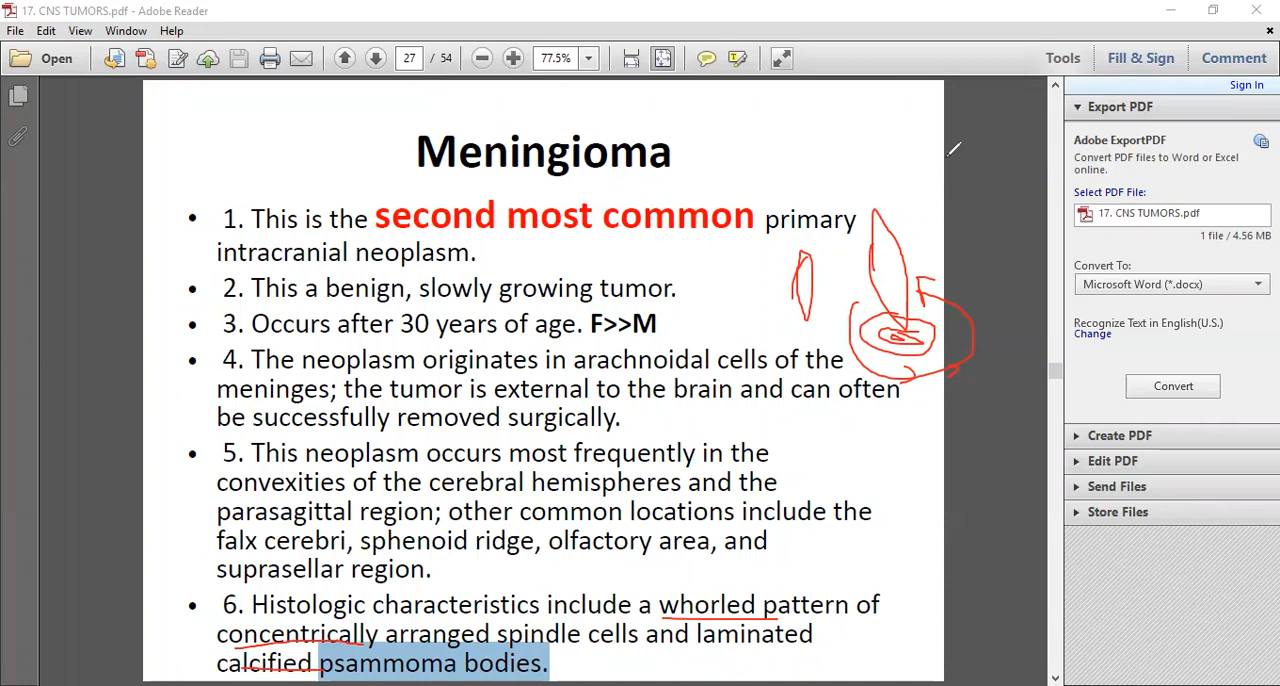 17. CNS TUMORS.pdf - Adobe Reader
File Edit View Window Help
Open 27 / 54 77.5% Tools Fill & Sign Comment
Sign In
Export PDF
Adobe ExportPDF
Convert PDF files to Word or Excel
online.
Select PDF File:
17. CNS TUMORS.pdf
1 file / 4.56 MB
Convert To:
Microsoft Word (*.docx)
Recognize Text in English(U.S.)
Change
Convert
Create PDF
Edit PDF
Send Files
Store Files
Meningioma
• 1. This is the second most common primary
intracranial neoplasm.
• 2. This a benign, slowly growing tumor.
• 3. Occurs after 30 years of age. F>>M
• 4. The neoplasm originates in arachnoidal cells of the
meninges; the tumor is external to the brain and can often
be successfully removed surgically.
• 5. This neoplasm occurs most frequently in the
convexities of the cerebral hemispheres and the
parasagittal region; other common locations include the
falx cerebri, sphenoid ridge, olfactory area, and
suprasellar region.
• 6. Histologic characteristics include a whorled pattern of
concentrically arranged spindle cells and laminated
calcified psammoma bodies.